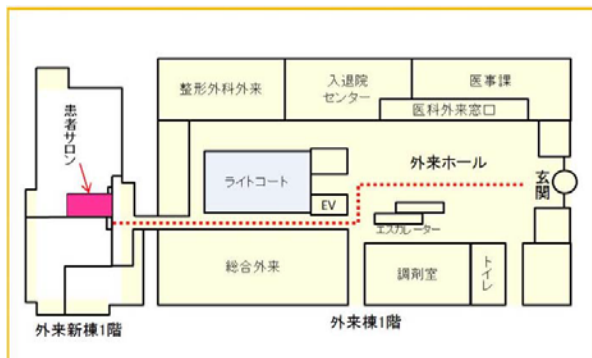 患者サロン
整形外科外来
入退院
センター
医事課
医科外来窓口
ライトコート
EV
外来ホール
玄関
エスカレーター
総合外来
調剤室
トイレ
外来新棟1階
外来棟1階